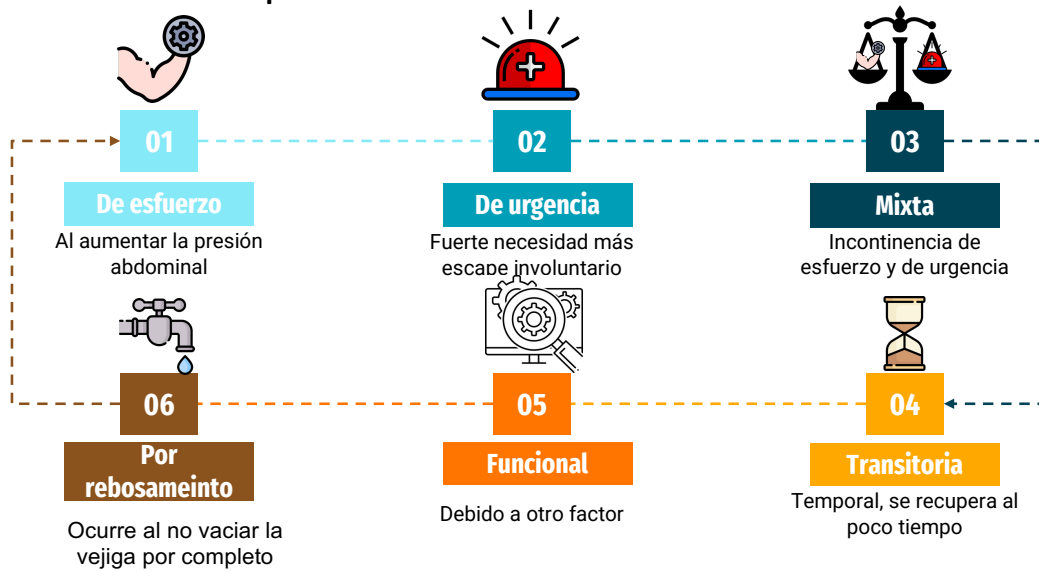 01
02
03
De esfuerzo
De urgencia
Mixta
Al aumentar la presión
abdominal
Fuerte necesidad más
escape involuntario
Incontinencia de
esfuerzo y de urgencia
06
05
04
Por
rebosameinto
Funcional
Transitoria
Ocurre al no vaciar la
vejiga por completo
Debido a otro factor
Temporal, se recupera al
poco tiempo